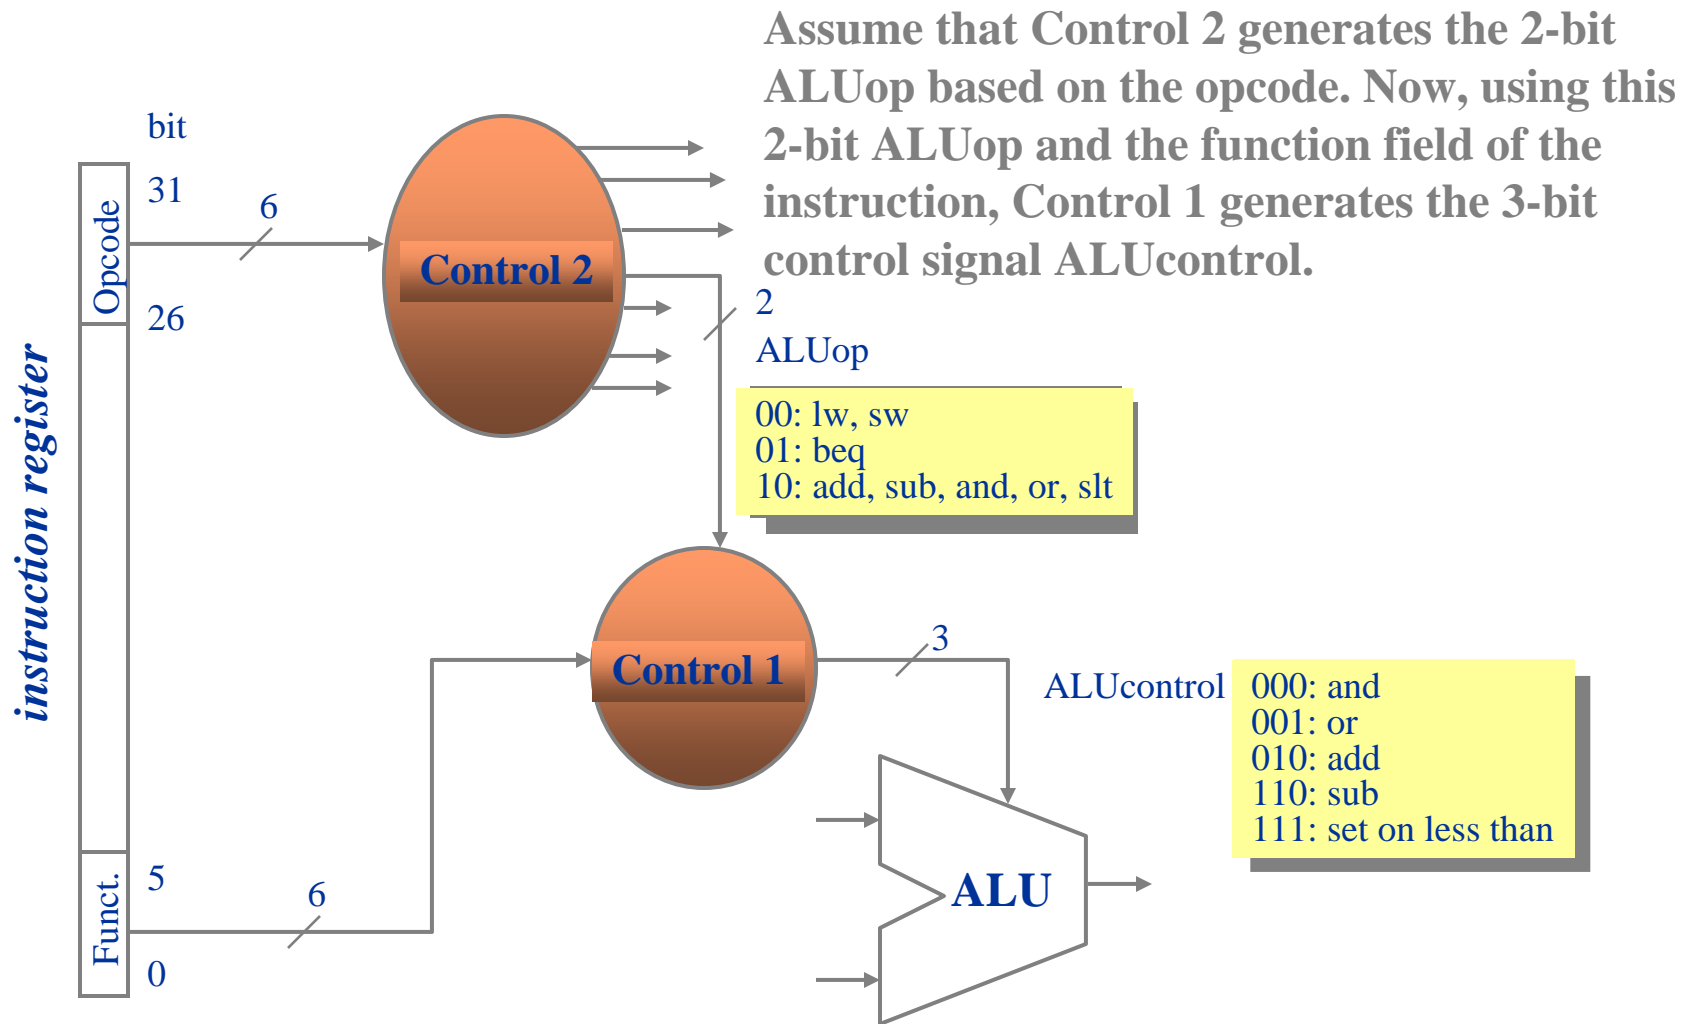 Assume that Control 2 generates the 2-bit
ALUop based on the opcode. Now, using this
2-bit ALUop and the function field of the
instruction, Control 1 generates the 3-bit
control signal ALUcontrol.
bit
31
Opcode
6
Control 2
26
2
ALUop
00: lw, sw
01: beq
10: add, sub, and, or, slt
instruction register
Control 1
3
ALUcontrol
000: and
001: or
010: add
110: sub
111: set on less than
5
Funct.
6
0
ALU